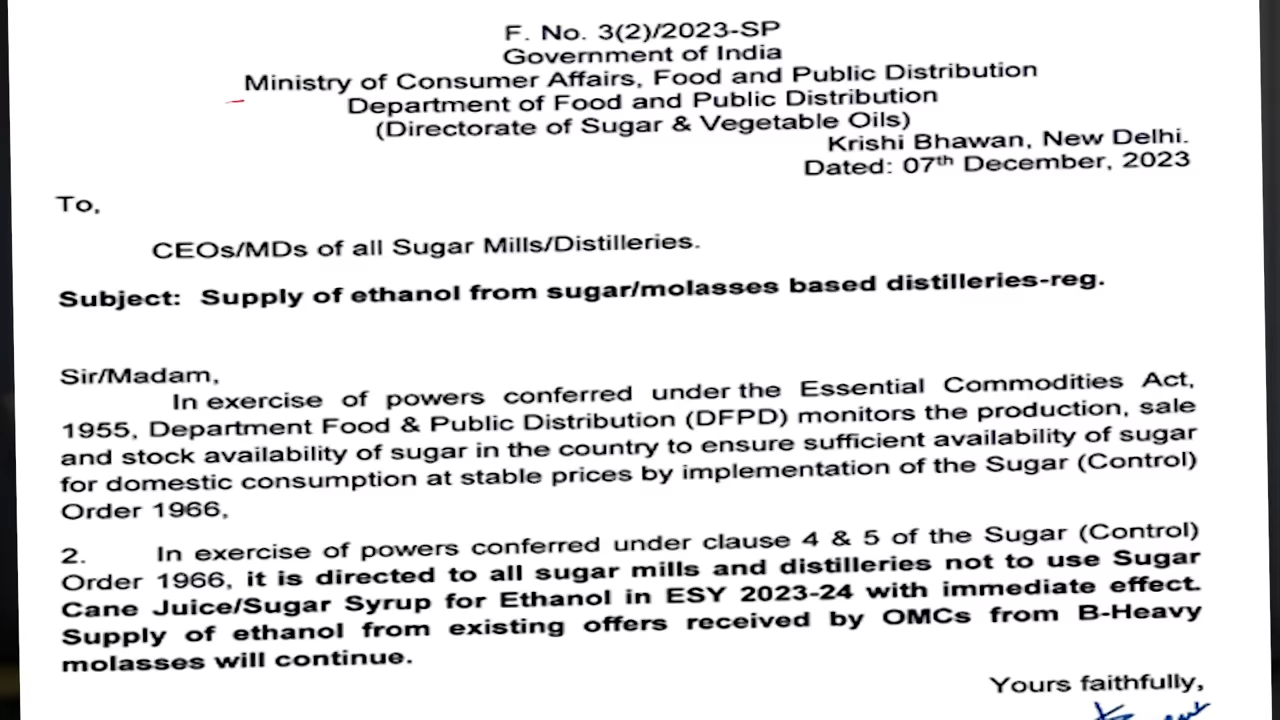 F. No. 3(2)/2023-SP
Government of India
Ministry of Consumer Affairs, Food and Public Distribution
Department of Food and Public Distribution
(Directorate of Sugar & Vegetable Oils)
Krishi Bhawan, New Delhi.
Dated: 07th December, 2023
To,
CEOs/MDs of all Sugar Mills/Distilleries.
Subject: Supply of ethanol from sugar/molasses based distilleries-reg.
Sir/Madam,
In exercise of powers conferred under the Essential Commodities Act,
1955, Department Food & Public Distribution (DFPD) monitors the production, sale
and stock availability of sugar in the country to ensure sufficient availability of sugar
for domestic consumption at stable prices by implementation of the Sugar (Control)
Order 1966,
2. In exercise of powers conferred under clause 4 & 5 of the Sugar (Control)
Order 1966, it is directed to all sugar mills and distilleries not to use Sugar
Cane Juice/Sugar Syrup for Ethanol in ESY 2023-24 with immediate effect.
Supply of ethanol from existing offers received by OMCs from B-Heavy
molasses will continue.
Yours faithfully,